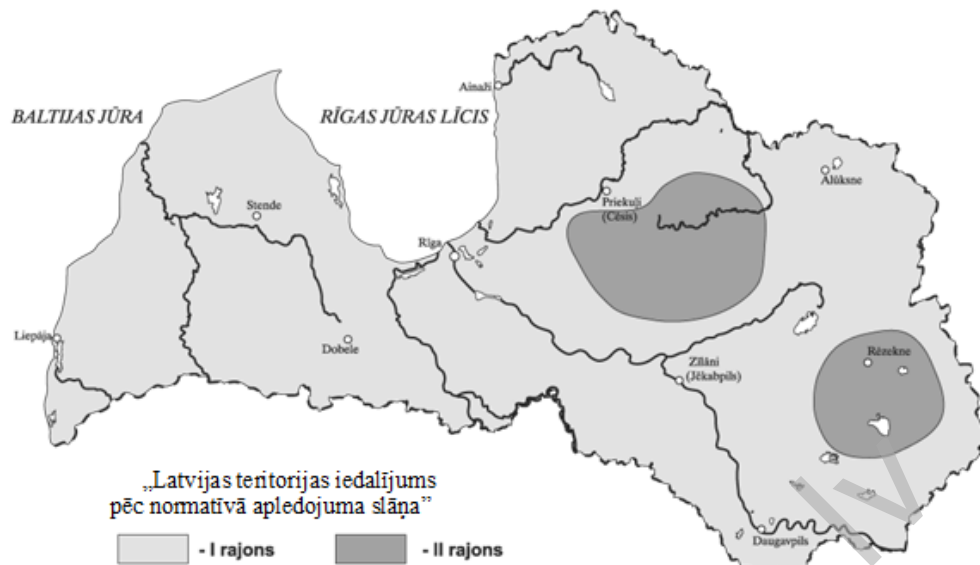 Ainaži
BALTIJAS JŪRA
RĪGAS JŪRAS LĪCIS
Alūksne
Priekuļi
(Cēsis)
Stende
Rīga
Liepāja
Dobele
Rēzekne
Zīlāni
(Jēkabpils)
„Latvijas teritorijas iedalījums
pēc normatīvā apledojuma slāņa”
Daugavpils
- I rajons
- II rajons